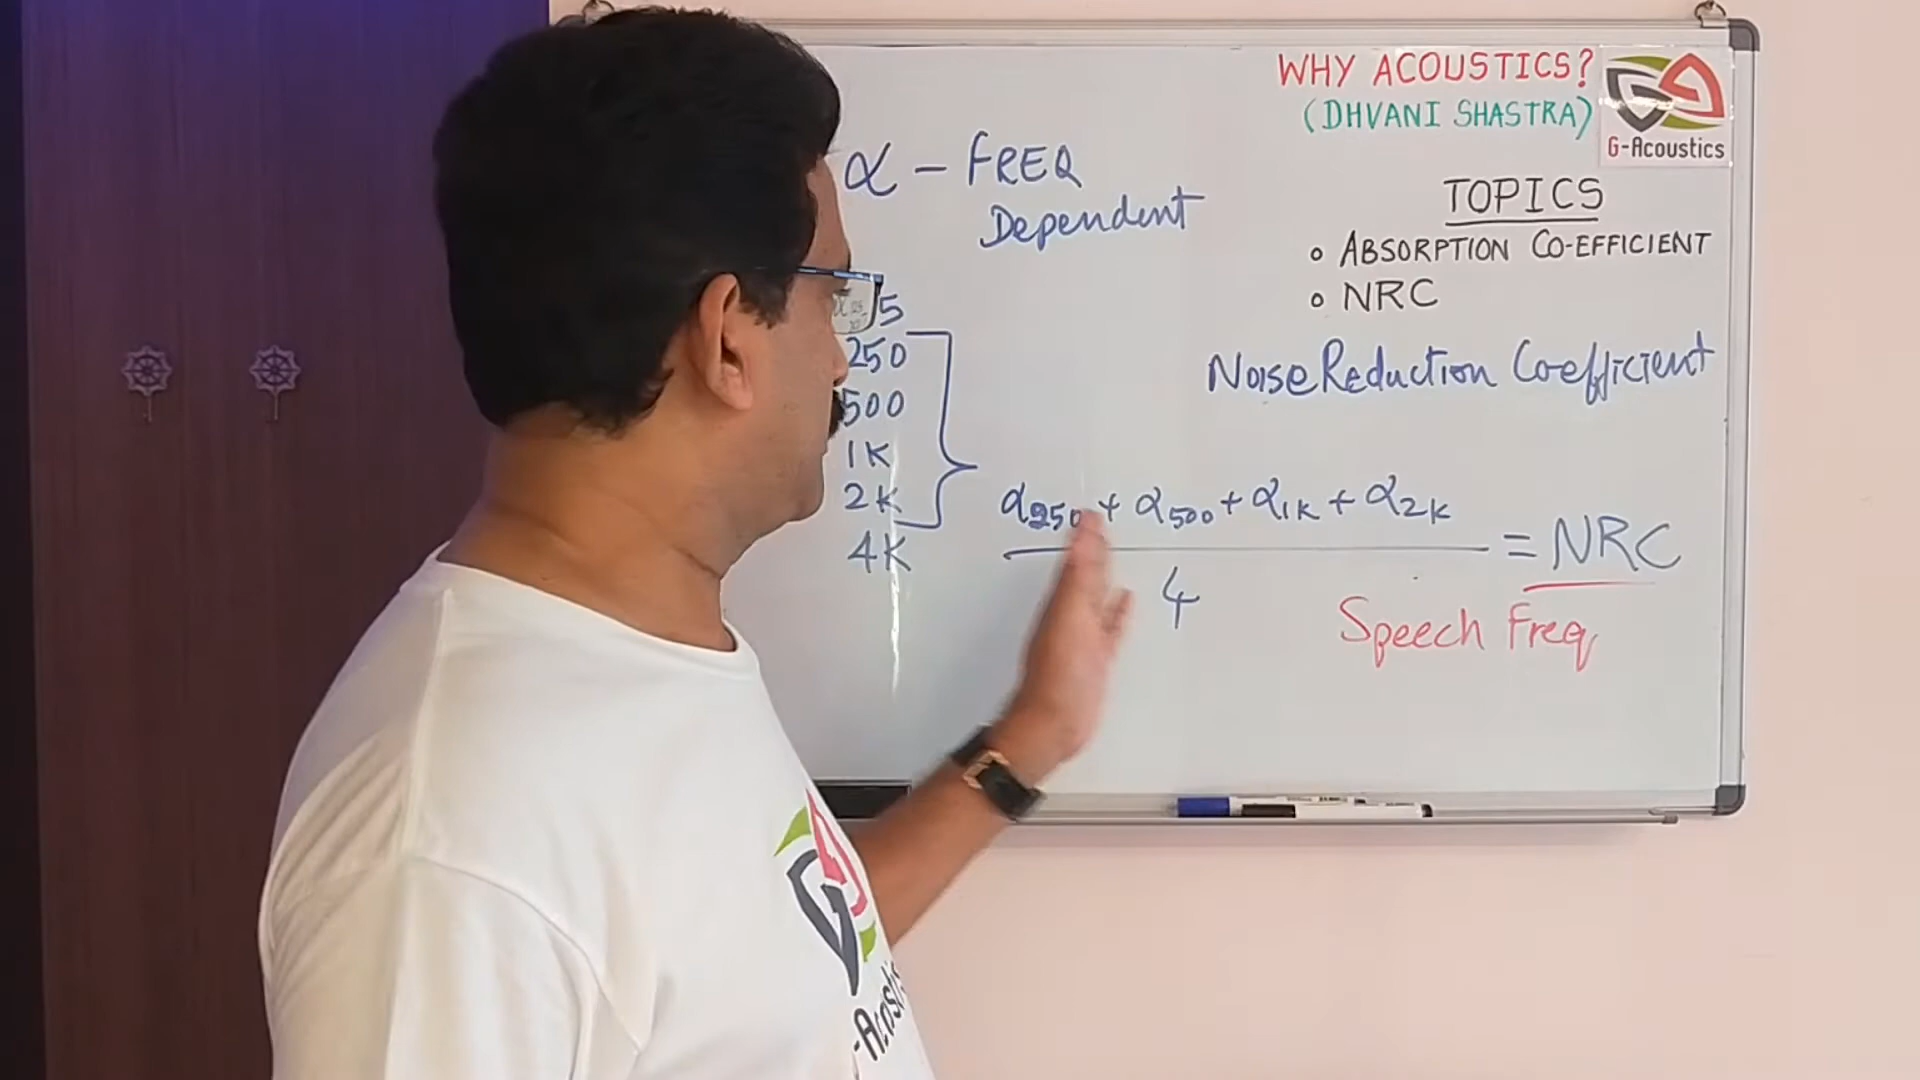 WHY ACOUSTICS?
(DHVANI SHASTRA)
G-Acoustics
TOPICS
• ABSORPTION CO-EFFICIENT
• NRC
Noise Reduction Coefficient
α - FREQ
Dependent
5
250
500
1K
2K
4K
α250 + α500 + α1K + α2K
4
= NRC
Speech Freq